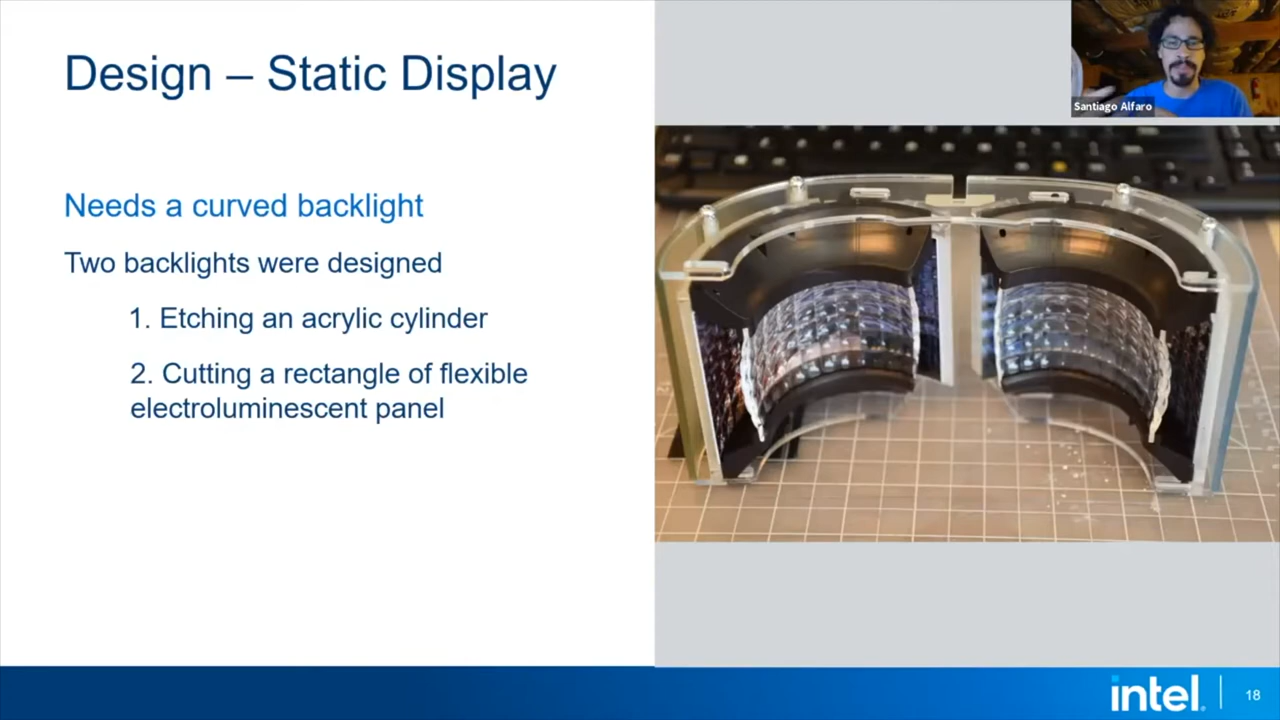 Design – Static Display
Santiago Alfaro
Needs a curved backlight
Two backlights were designed
1. Etching an acrylic cylinder
2. Cutting a rectangle of flexible
electroluminescent panel
intel.
18